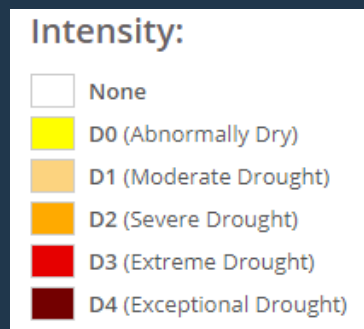 Intensity:
None
D0 (Abnormally Dry)
D1 (Moderate Drought)
D2 (Severe Drought)
D3 (Extreme Drought)
D4 (Exceptional Drought)